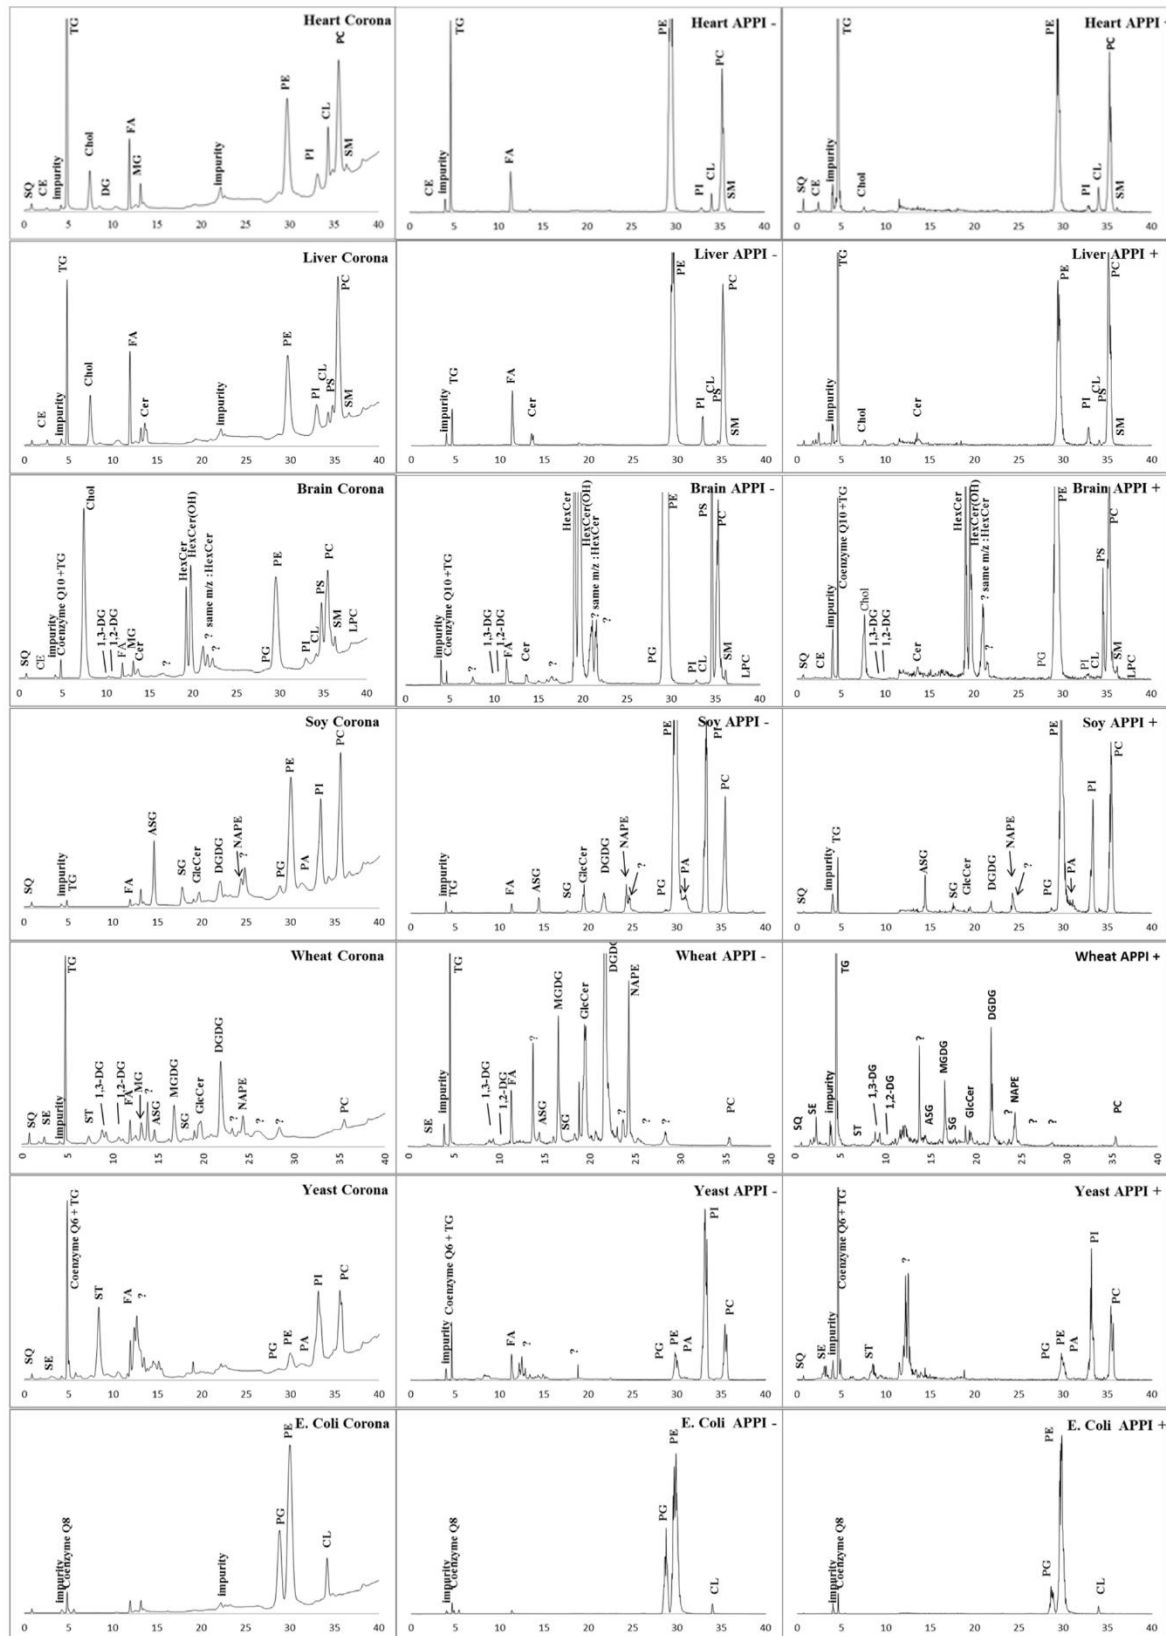 Heart Corona
SQ
CE
impurity
TG
Chol
DG
FA
MG
impurity
PE
PI
CL
PC
SM
0 5 10 15 20 25 30 35 40
Heart APPI -
CE
impurity
TG
FA
PE
PI
CL
PC
SM
0 5 10 15 20 25 30 35 40
Heart APPI +
SQ
CE
impurity
TG
Chol
PE
PI
CL
PC
SM
0 5 10 15 20 25 30 35 40
Liver Corona
CE
impurity
TG
Chol
FA
Cer
impurity
PE
PI
CL
PS
PC
SM
0 5 10 15 20 25 30 35 40
Liver APPI -
impurity
TG
FA
Cer
PE
PI
CL
PS
PC
SM
0 5 10 15 20 25 30 35 40
Liver APPI +
impurity
TG
Chol
Cer
PE
PI
CL
PS
PC
SM
0 5 10 15 20 25 30 35 40
Brain Corona
SQ
CE
impurity
Coenzyme Q10+TG
Chol
1,3-DG
1,2-DG
FA
MG
Cer
?
HexCer
HexCer(OH)
? same m/z :HexCer
?
PG
PE
PI
CL
PS
PC
SM
LPC
0 5 10 15 20 25 30 35 40
Brain APPI -
impurity
Coenzyme Q10+TG
?
1,3-DG
1,2-DG
FA
Cer
?
HexCer
HexCer(OH)
? same m/z :HexCer
?
PG
PE
PI
CL
PS
PC
SM
LPC
0 5 10 15 20 25 30 35 40
Brain APPI +
SQ
CE
impurity
Coenzyme Q10+TG
Chol
1,3-DG
1,2-DG
Cer
HexCer
HexCer(OH)
? same m/z :HexCer
?
PG
PE
PI
CL
PS
PC
SM
LPC
0 5 10 15 20 25 30 35 40
Soy Corona
SQ
impurity
TG
FA
ASG
SG
GlcCer
DGDG
NAPE
?
PG
PE
PA
PI
PC
0 5 10 15 20 25 30 35 40
Soy APPI -
impurity
TG
FA
ASG
SG
GlcCer
DGDG
NAPE
?
PG
PE
PA
PI
PC
0 5 10 15 20 25 30 35 40
Soy APPI +
SQ
impurity
TG
ASG
SG
GlcCer
DGDG
NAPE
?
PG
PE
PA
PI
PC
0 5 10 15 20 25 30 35 40
Wheat Corona
SQ
SE
impurity
TG
ST
1,3-DG
1,2-DG
FA
MG
?
ASG
MGDG
SG
GlcCer
DGDG
?
NAPE
?
?
PC
0 5 10 15 20 25 30 35 40
Wheat APPI -
SE
impurity
TG
1,3-DG
1,2-DG
FA
?
ASG
MGDG
SG
GlcCer
DGDG
?
NAPE
?
?
PC
0 5 10 15 20 25 30 35 40
Wheat APPI +
SQ
SE
impurity
TG
ST
1,3-DG
1,2-DG
?
ASG
MGDG
SG
GlcCer
DGDG
?
NAPE
?
?
PC
0 5 10 15 20 25 30 35 40
Yeast Corona
SQ
SE
Coenzyme Q6 + TG
ST
FA
?
PG
PE
PA
PI
PC
0 5 10 15 20 25 30 35 40
Yeast APPI -
impurity
Coenzyme Q6 + TG
FA
?
?
PG
PE
PA
PI
PC
0 5 10 15 20 25 30 35 40
Yeast APPI +
SQ
SE
impurity
Coenzyme Q6 + TG
ST
?
PG
PE
PA
PI
PC
0 5 10 15 20 25 30 35 40
E. Coli Corona
impurity
Coenzyme Q8
impurity
PG
PE
CL
0 5 10 15 20 25 30 35 40
E. Coli APPI -
impurity
Coenzyme Q8
PG
PE
CL
0 5 10 15 20 25 30 35 40
E. Coli APPI +
impurity
Coenzyme Q8
PG
PE
CL
0 5 10 15 20 25 30 35 40